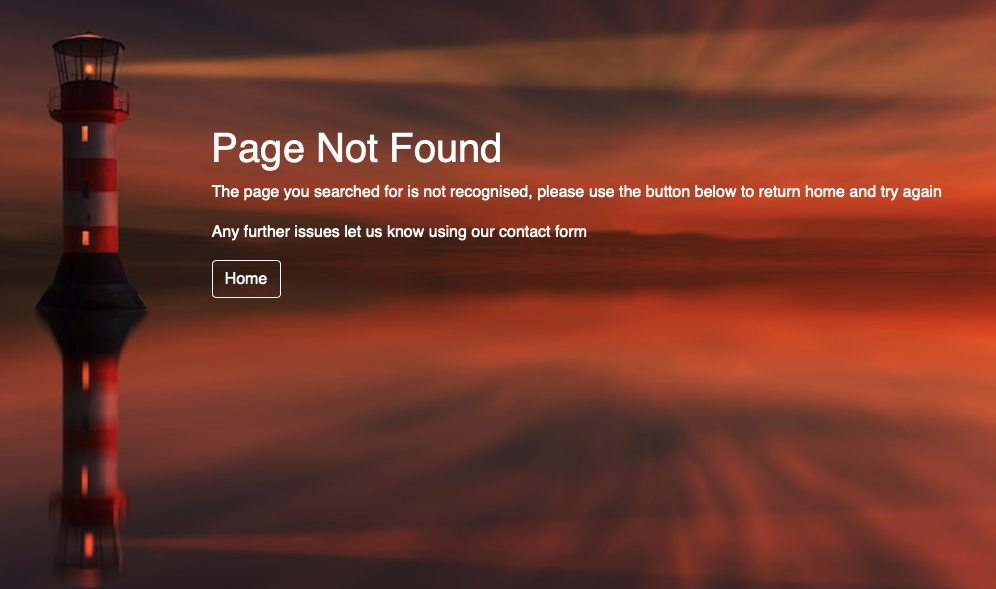 Page Not Found
The page you searched for is not recognised, please use the button below to return home and try again
Any further issues let us know using our contact form
Home